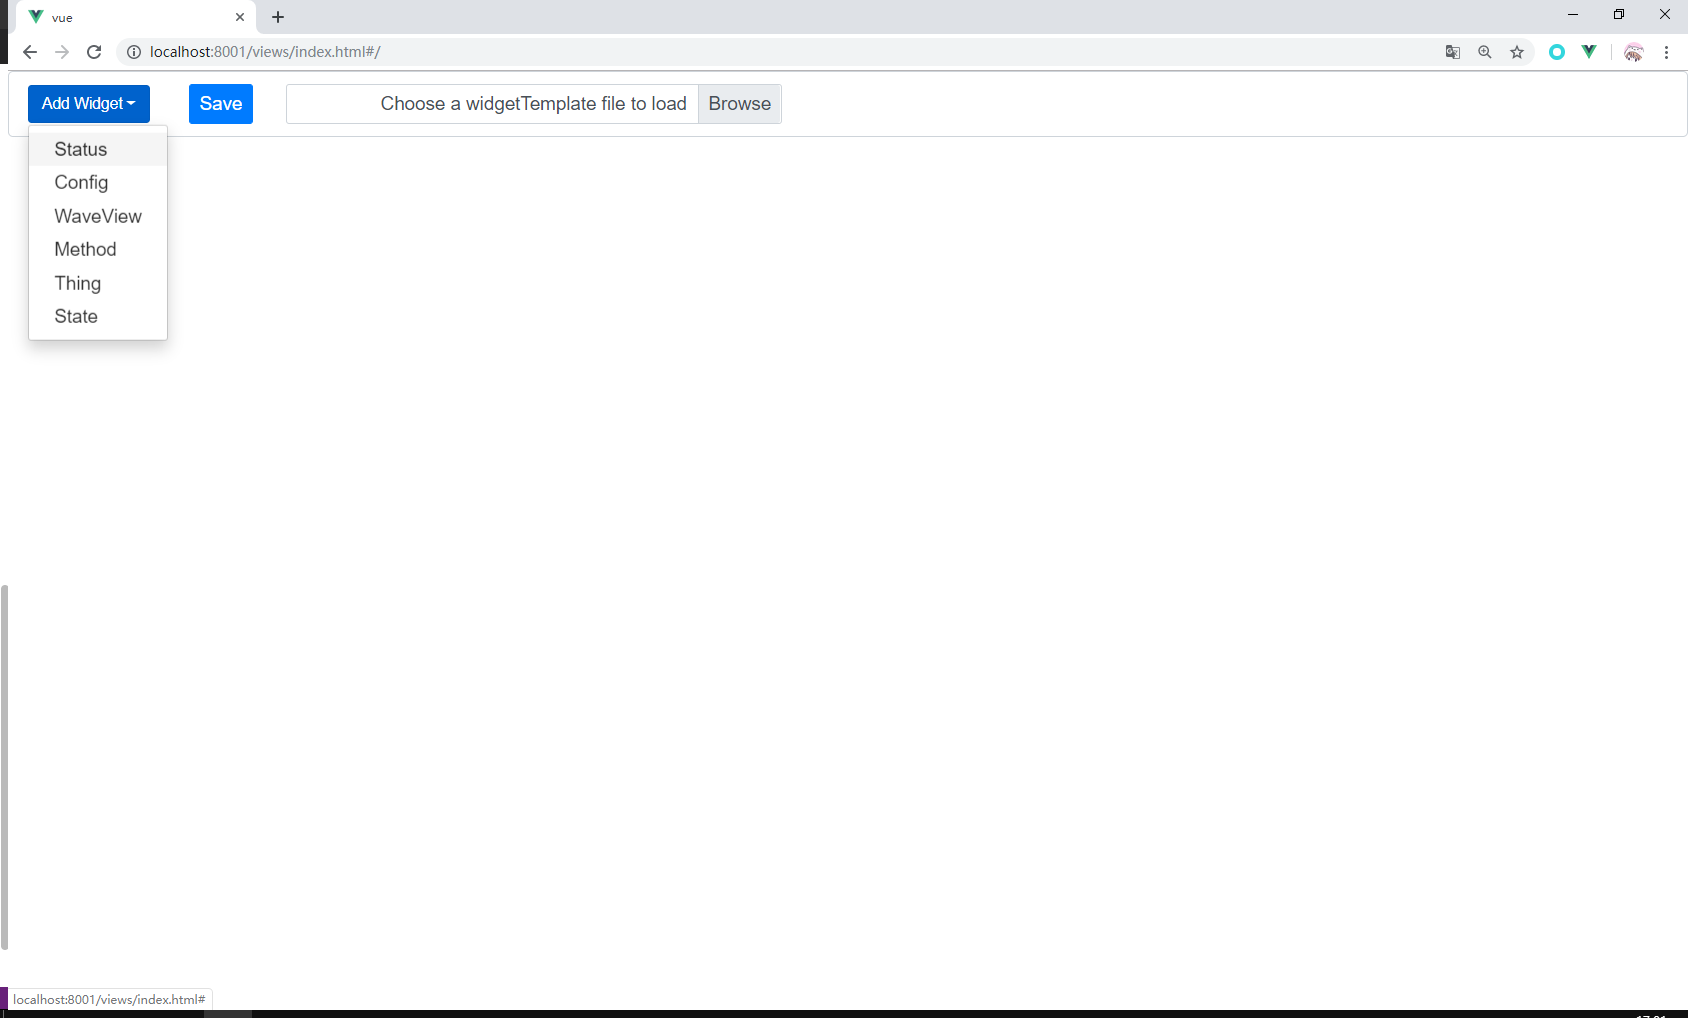 vue
localhost:8001/views/index.html#/
Add Widget Save Choose a widgetTemplate file to load Browse
Status
Config
WaveView
Method
Thing
State
localhost:8001/views/index.html#